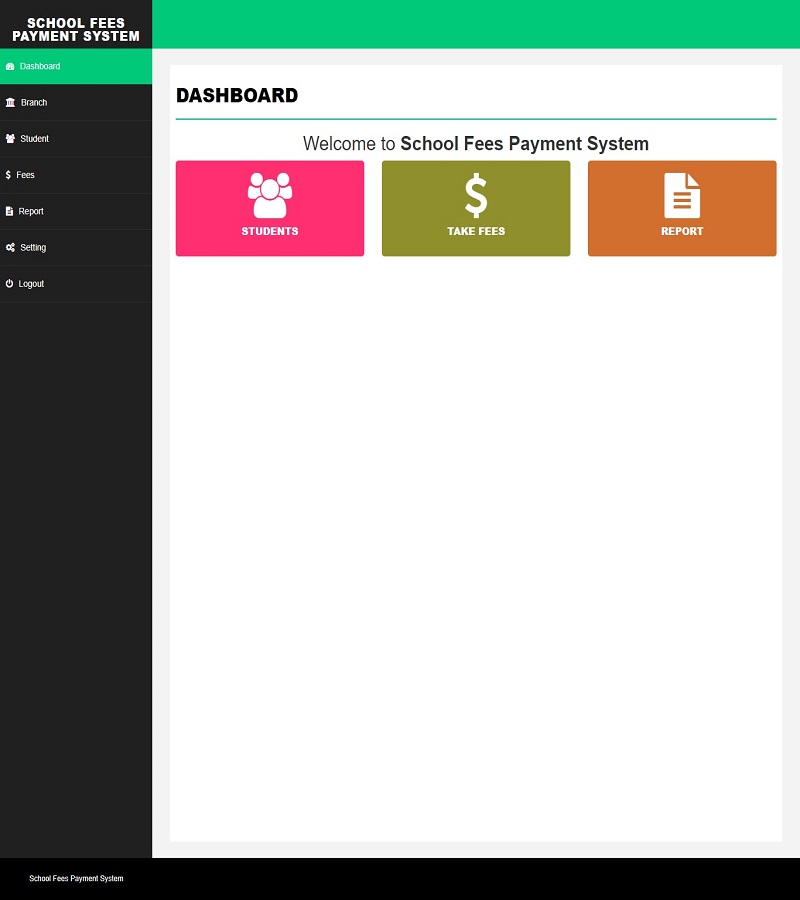 SCHOOL FEES
PAYMENT SYSTEM
Dashboard
Branch
Student
Fees
Report
Setting
Logout
DASHBOARD
Welcome to School Fees Payment System
STUDENTS
TAKE FEES
REPORT
School Fees Payment System